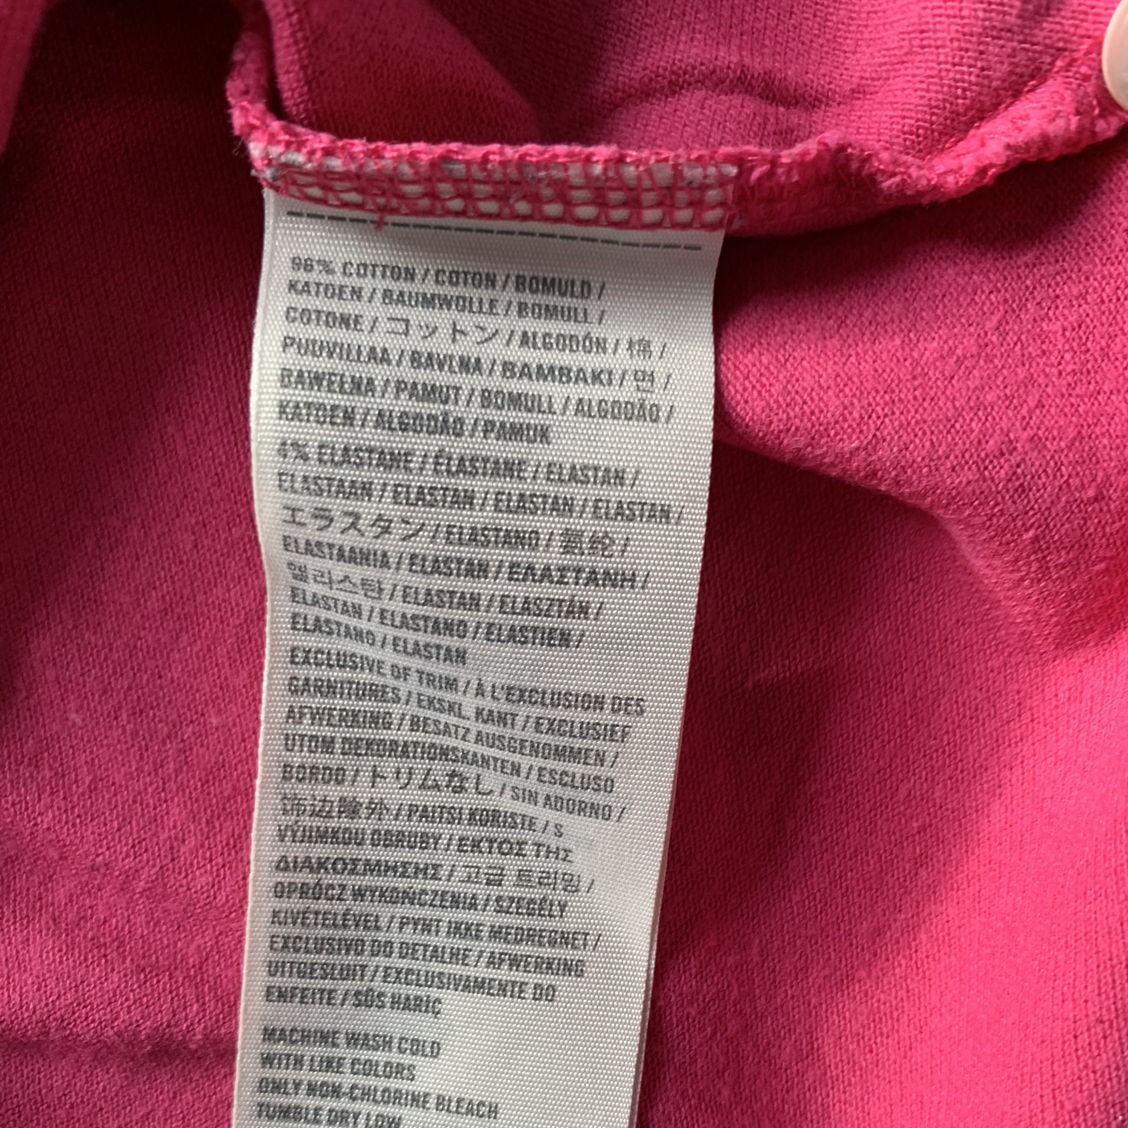 96% COTTON / COTON / BOMULD /
KATOEN / BAUMWOLLE / BOMULL /
COTONE / コットン / ALGODÓN / 棉 /
PUUVILLAA / BAVLNA / ΒΑΜΒΑΚΙ / 면 /
BAWEŁNA / PAMUT / BOMULL / ALGODÃO /
KATOEN / ALGODÃO / PAMUK
4% ELASTANE / ÉLASTANE / ELASTAN /
ELASTAAN / ELASTAN / ELASTAN / ELASTAN /
エラスタン / ELASTANO / 氨纶 /
ELASTAANIA / ELASTAN / ΕΛΑΣΤΑΝΗ /
엘라스탄 / ELASTAN / ELASZTÁN /
ELASTAN / ELASTANO / ELASTIEN /
ELASTANO / ELASTAN
EXCLUSIVE OF TRIM / À L'EXCLUSION DES
GARNITURES / EKSKL. KANT / EXCLUSIEF
AFWERKING / BESATZ AUSGENOMMEN /
UTOM DEKORATIONSKANTEN / ESCLUSO
BORDO / トリムなし / SIN ADORNO /
饰边除外 / PAITSI KORISTE / S
VÝJIMKOU OBRUBY / ΕΚΤΟΣ ΤΗΣ
ΔΙΑΚΟΣΜΗΣΗΣ / 고급 트리밍 /
OPRÓCZ WYKOŃCZENIA / SZEGÉLY
KIVÉTELÉVEL / PYNT IKKE MEDREGNET /
EXCLUSIVO DO DETALHE / AFWERKING
UITGESLOIT / EXCLUSIVAMENTE DO
ENFEITE / SÜS HARİÇ
MACHINE WASH COLD
WITH LIKE COLORS
ONLY NON-CHLORINE BLEACH
TUMBLE DRY LOW